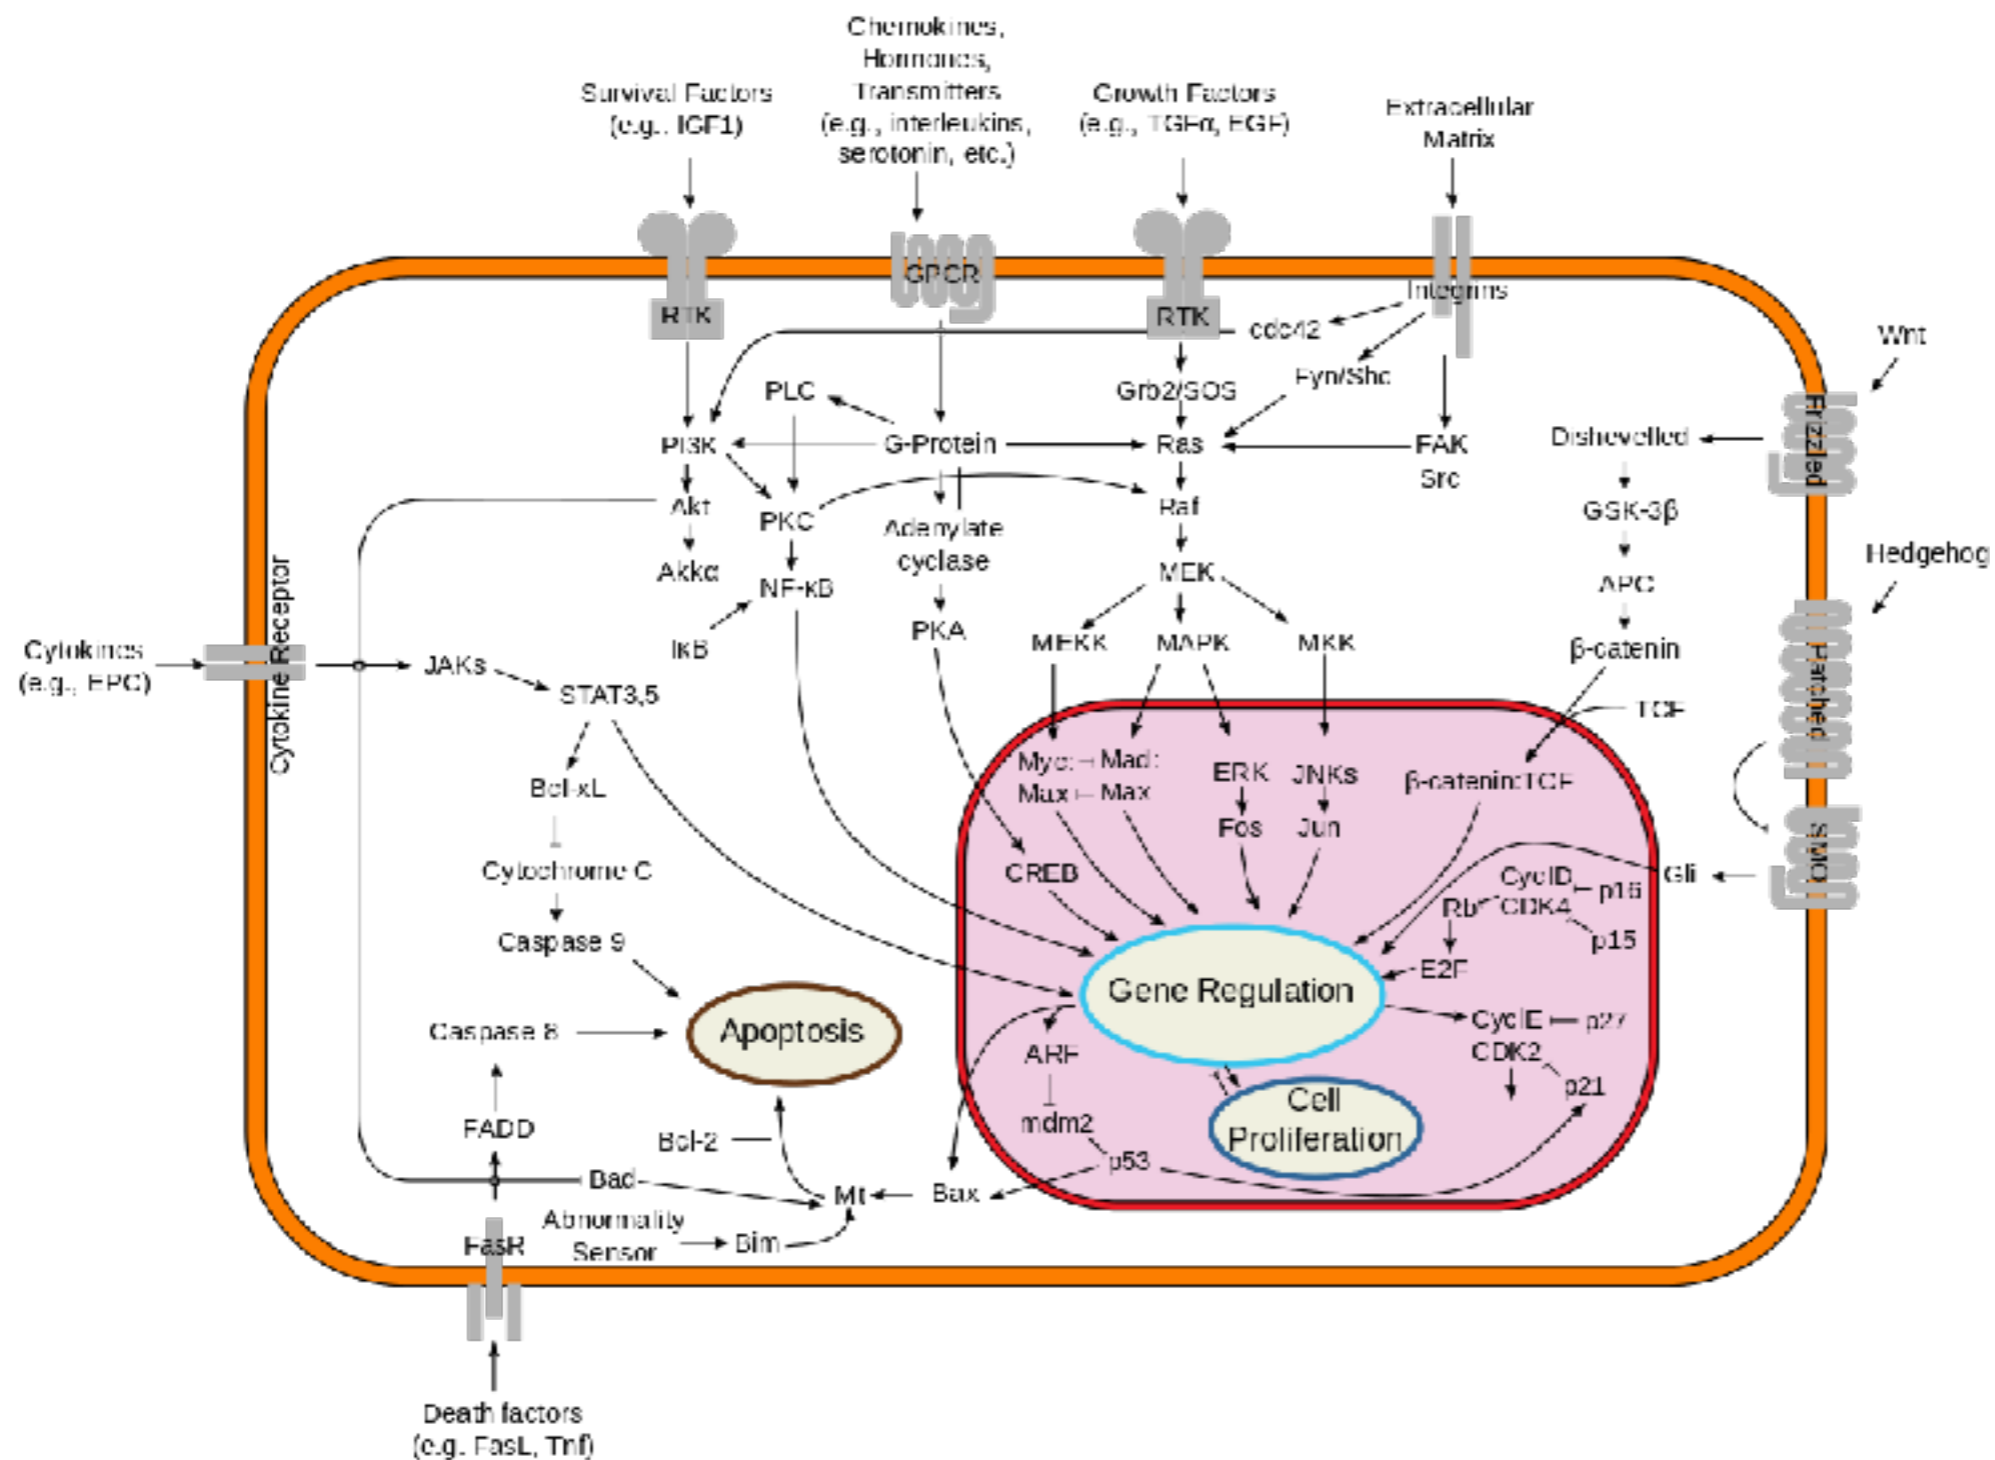 Chemokines,
Hormones,
Transmitters
(e.g., interleukins,
serotonin, etc.)
Survival Factors
(e.g., IGF1)
Growth Factors
(e.g., TGFα, EGF)
Extracellular
Matrix
RTK
GPCR
RTK
Integrins
cdc42
Wnt
Fyn/Shc
PLC
Grb2/SOS
Frizzled
PI3K
G-Protein
Ras
FAK
Src
Dishevelled
Akt
PKC
Raf
GSK-3β
Adenylate
cyclase
Hedgehog
Akkα
NF-κB
MEK
APC
IκB
PKA
MEKK
MAPK
MKK
β-catenin
Cytokines
(e.g., EPC)
Cytokine Receptor
JAKs
STAT3,5
TCF
Patched
Myc:
Mad:
Max
Max
ERK
JNKs
β-catenin:TCF
Bcl-xL
Fos
Jun
SMO
Cytochrome C
CREB
Gli
CyclD
CDK4
p16
Rb
p15
Caspase 9
E2F
Gene Regulation
Apoptosis
Caspase 8
CyclE
p27
CDK2
ARF
p21
Cell
Proliferation
FADD
Bcl-2
mdm2
p53
Bad
Mt
Bax
Abnormality
Sensor
Bim
FasR
Death factors
(e.g. FasL, Tnf)